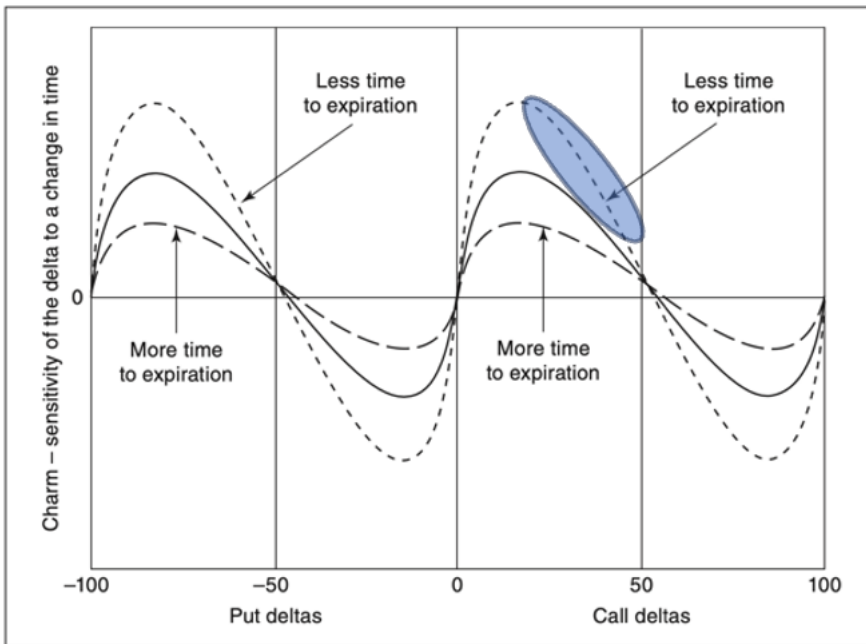 Charm – sensitivity of the delta to a change in time
Less time
to expiration
Less time
to expiration
0
More time
to expiration
More time
to expiration
–100
–50
0
50
100
Put deltas
Call deltas